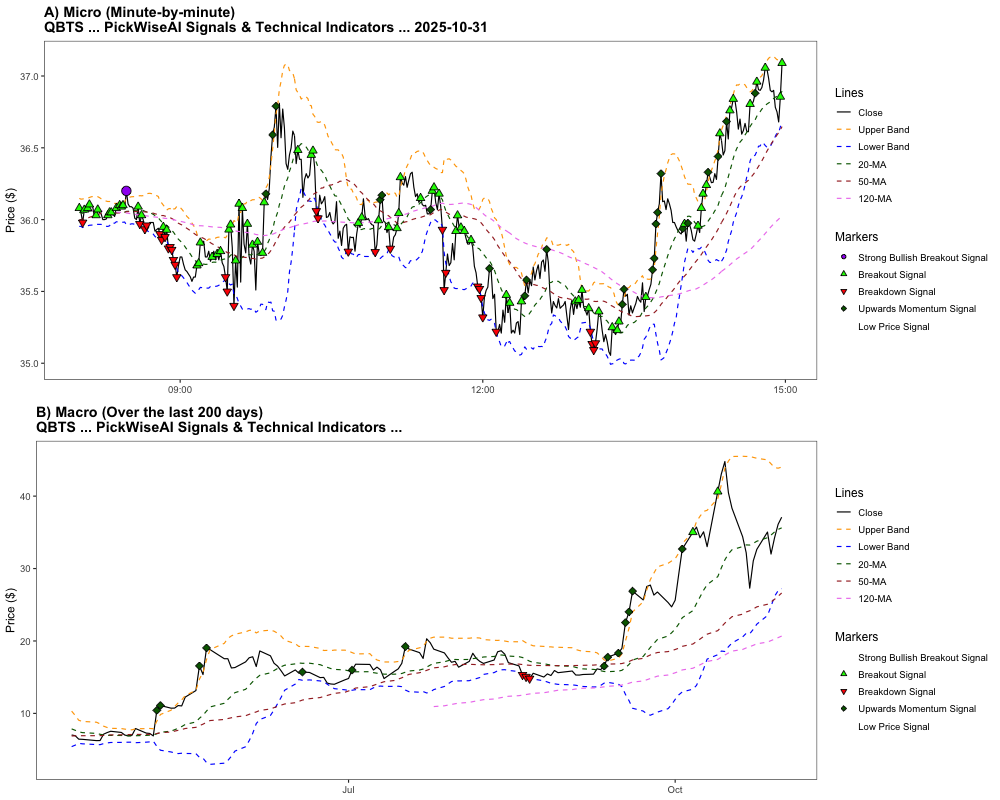 A) Micro (Minute-by-minute)
QBTS ... PickWiseAI Signals & Technical Indicators ... 2025-10-31
Price ($)
37.0
36.5
36.0
35.5
35.0
09:00
12:00
15:00
Lines
Close
Upper Band
Lower Band
20-MA
50-MA
120-MA
Markers
Strong Bullish Breakout Signal
Breakout Signal
Breakdown Signal
Upwards Momentum Signal
Low Price Signal
B) Macro (Over the last 200 days)
QBTS ... PickWiseAI Signals & Technical Indicators ...
Price ($)
40
30
20
10
Jul
Oct
Lines
Close
Upper Band
Lower Band
20-MA
50-MA
120-MA
Markers
Strong Bullish Breakout Signal
Breakout Signal
Breakdown Signal
Upwards Momentum Signal
Low Price Signal